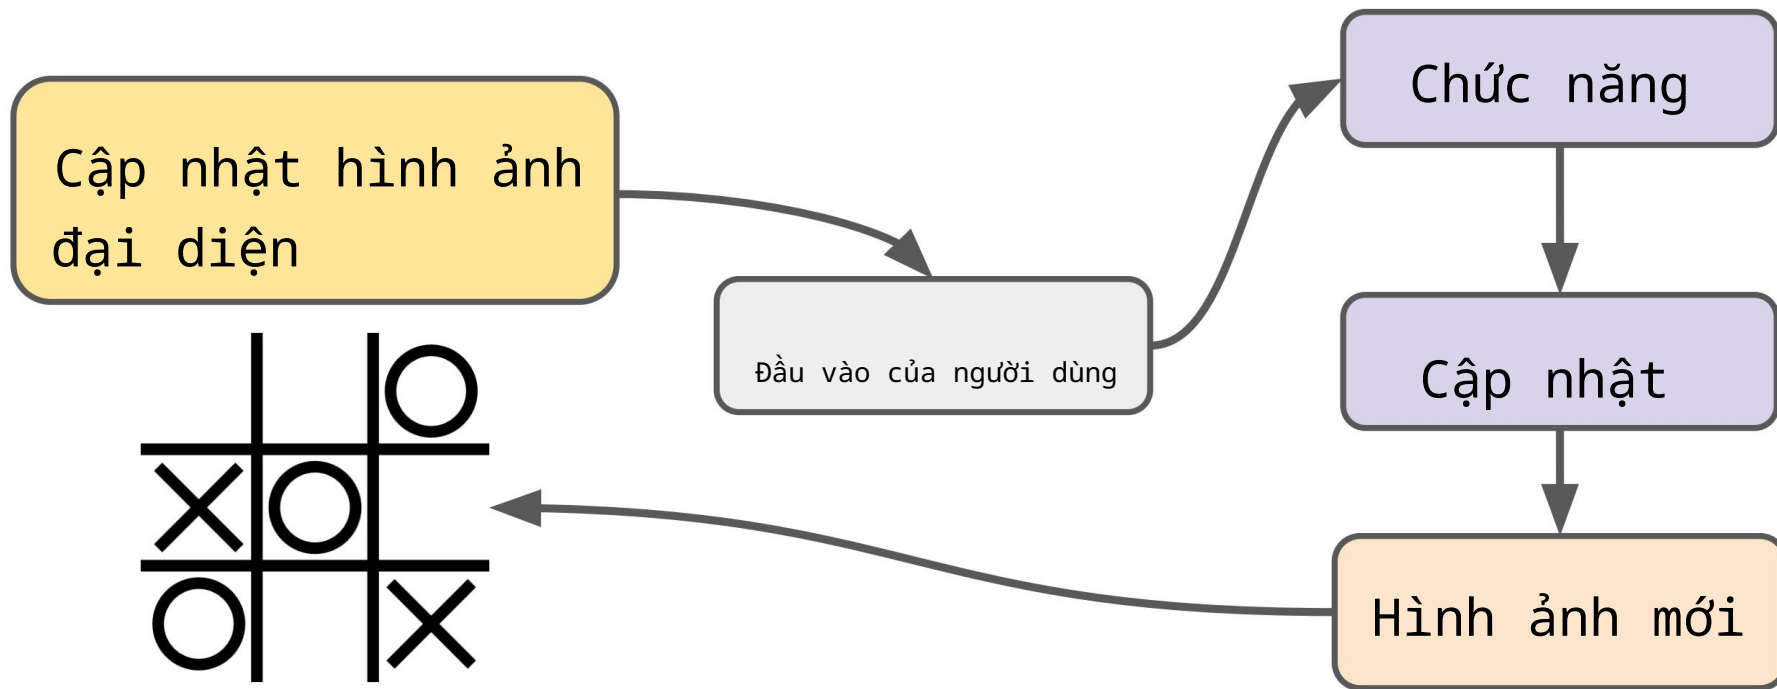 Cập nhật hình ảnh
đại diện
Đầu vào của người dùng
Chức năng
Cập nhật
Hình ảnh mới